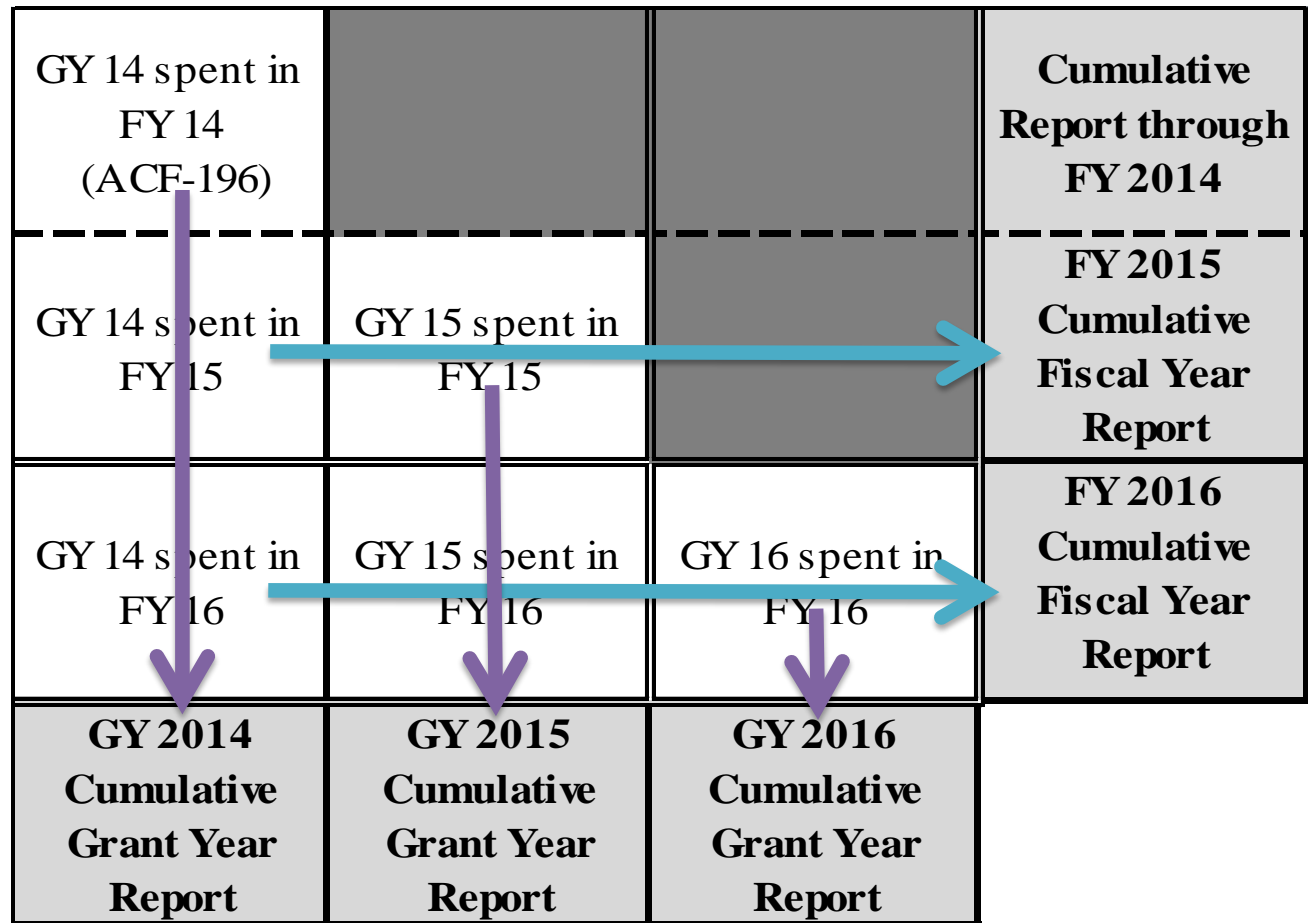 GY 14 spent in
FY 14
(ACF-196)
Cumulative
Report through
FY 2014
GY 14 spent in
FY 15
GY 15 spent in
FY 15
FY 2015
Cumulative
Fiscal Year
Report
GY 14 spent in
FY 16
GY 15 spent in
FY 16
GY 16 spent in
FY 16
FY 2016
Cumulative
Fiscal Year
Report
GY 2014
Cumulative
Grant Year
Report
GY 2015
Cumulative
Grant Year
Report
GY 2016
Cumulative
Grant Year
Report